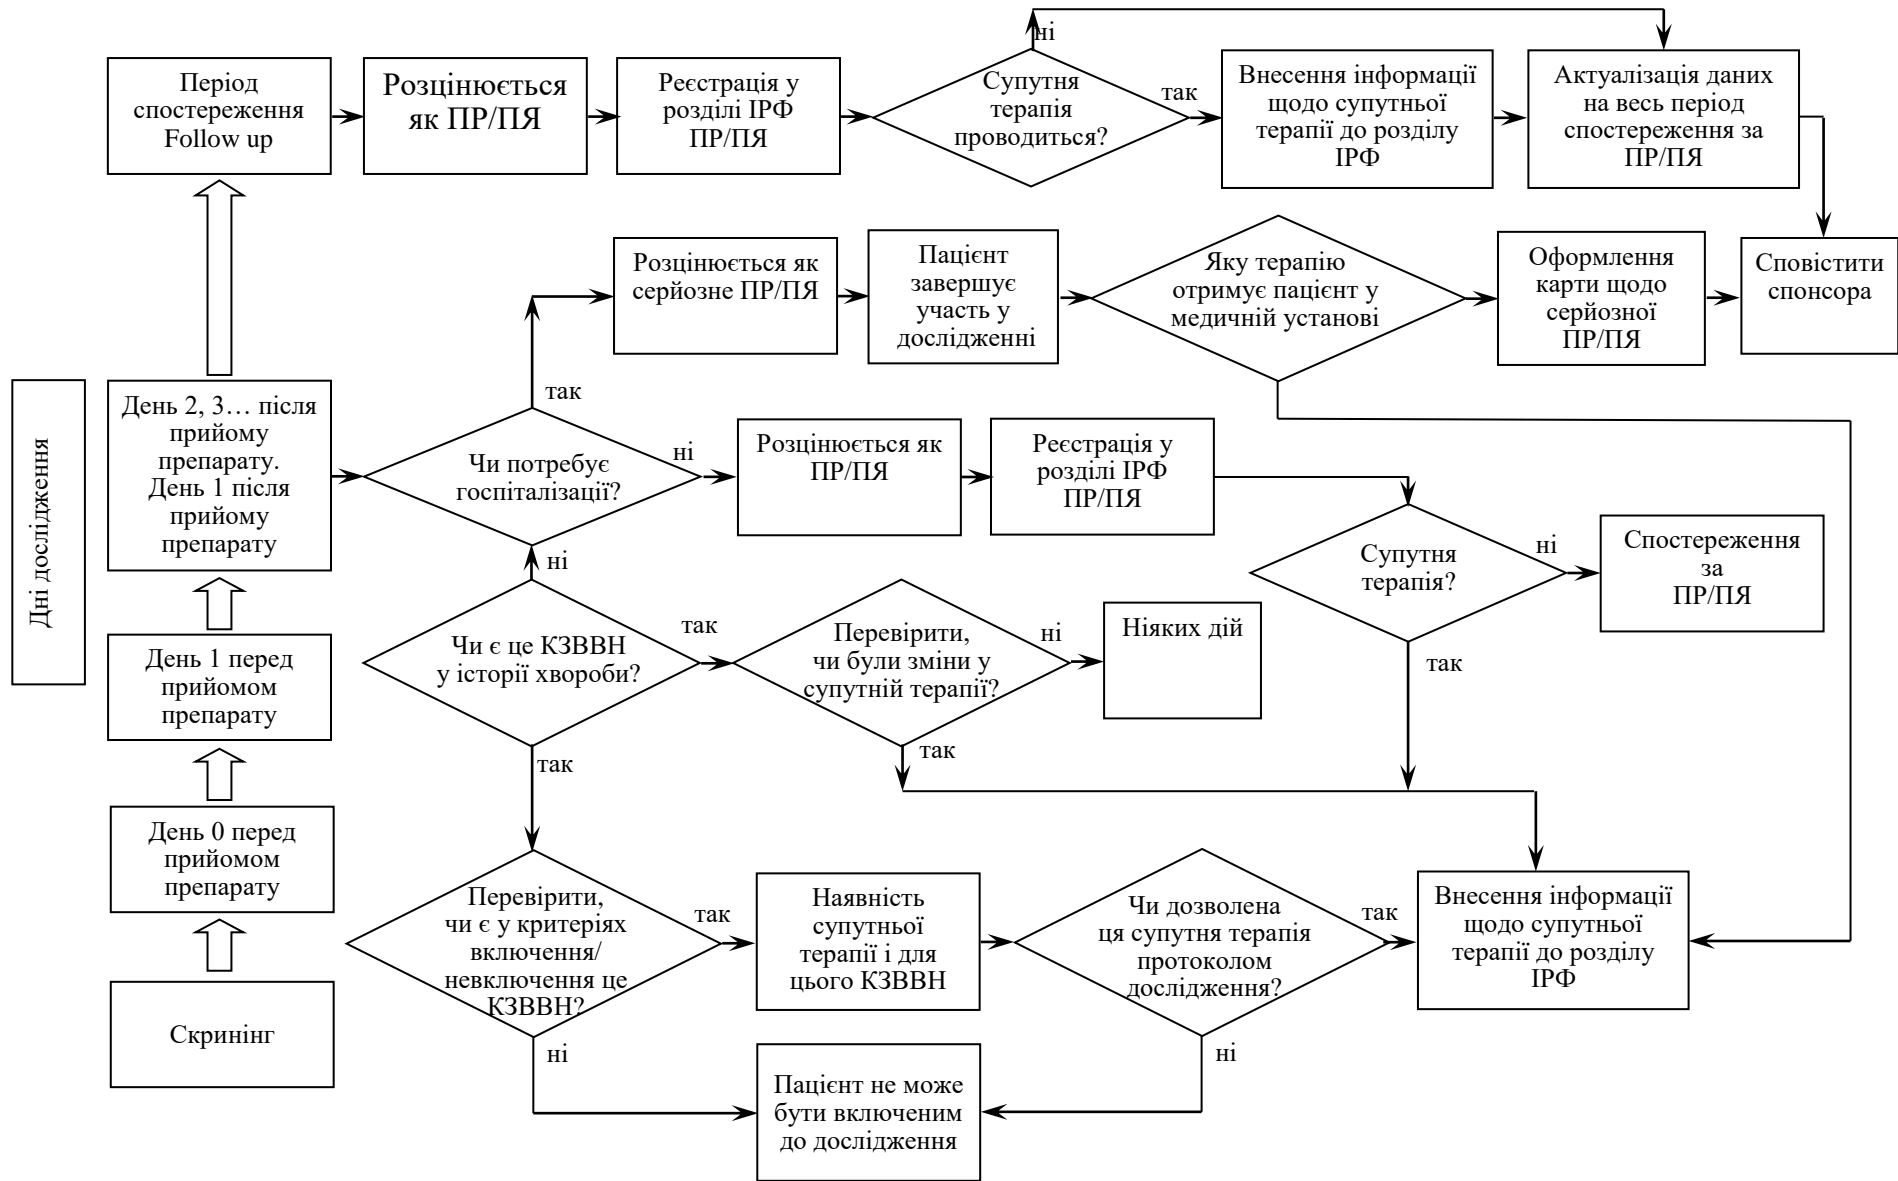 ні
Період
спостереження
Follow up
Розцінюється
як ПР/ПЯ
Реєстрація у
розділі ІРФ
ПР/ПЯ
Супутня
терапія
проводиться?
так
Внесення інформації
щодо супутньої
терапії до розділу
ІРФ
Актуалізація даних
на весь період
спостереження за
ПР/ПЯ
Розцінюється як
серйозне ПР/ПЯ
Пацієнт
завершує
участь у
дослідженні
Яку терапію
отримує пацієнт у
медичній установі
Оформлення
карти щодо
серйозної
ПР/ПЯ
Сповістити
спонсора
Дні дослідження
День 2, 3… після
прийому
препарату.
День 1 після
прийому
препарату
так
Чи потребує
госпіталізації?
ні
Розцінюється як
ПР/ПЯ
Реєстрація у
розділі ІРФ
ПР/ПЯ
Супутня
терапія?
ні
Спостереження
за
ПР/ПЯ
так
ні
Чи є це КЗВВН
у історії хвороби?
так
Перевірити,
чи були зміни у
супутній терапії?
ні
Ніяких дій
День 1 перед
прийомом
препарату
так
так
День 0 перед
прийомом
препарату
Перевірити,
чи є у критеріях
включення/
невключення це
КЗВВН?
так
Наявність
супутньої
терапії і для
цього КЗВВН
Чи дозволена
ця супутня терапія
протоколом
дослідження?
так
Внесення інформації
щодо супутньої
терапії до розділу
ІРФ
Скринінг
ні
ні
Пацієнт не може
бути включеним
до дослідження